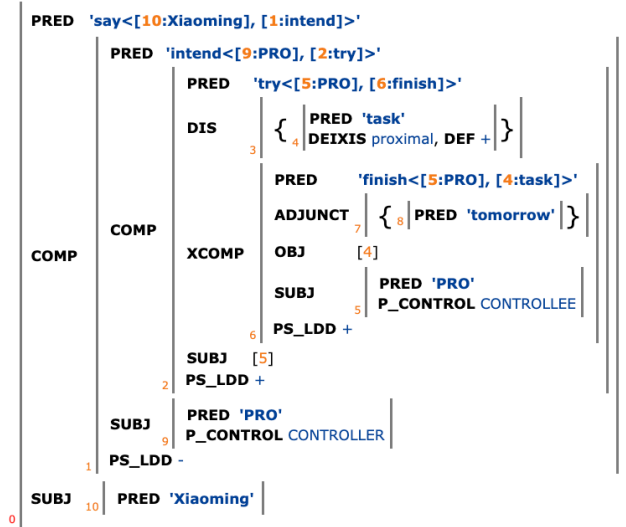 PRED 'say<[10:Xiaoming], [1:intend]>'
PRED 'intend<[9:PRO], [2:try]>'
PRED 'try<[5:PRO], [6:finish]>'
DIS 3 { 4 PRED 'task'
DEIXIS proximal, DEF + }
PRED 'finish<[5:PRO], [4:task]>'
ADJUNCT 7 { 8 PRED 'tomorrow' }
COMP COMP XCOMP OBJ [4]
SUBJ 5 PRED 'PRO'
P_CONTROL CONTROLLEE
6 PS_LDD +
SUBJ [5]
2 PS_LDD +
SUBJ 9 PRED 'PRO'
P_CONTROL CONTROLLER
1 PS_LDD -
0 SUBJ 10 PRED 'Xiaoming'